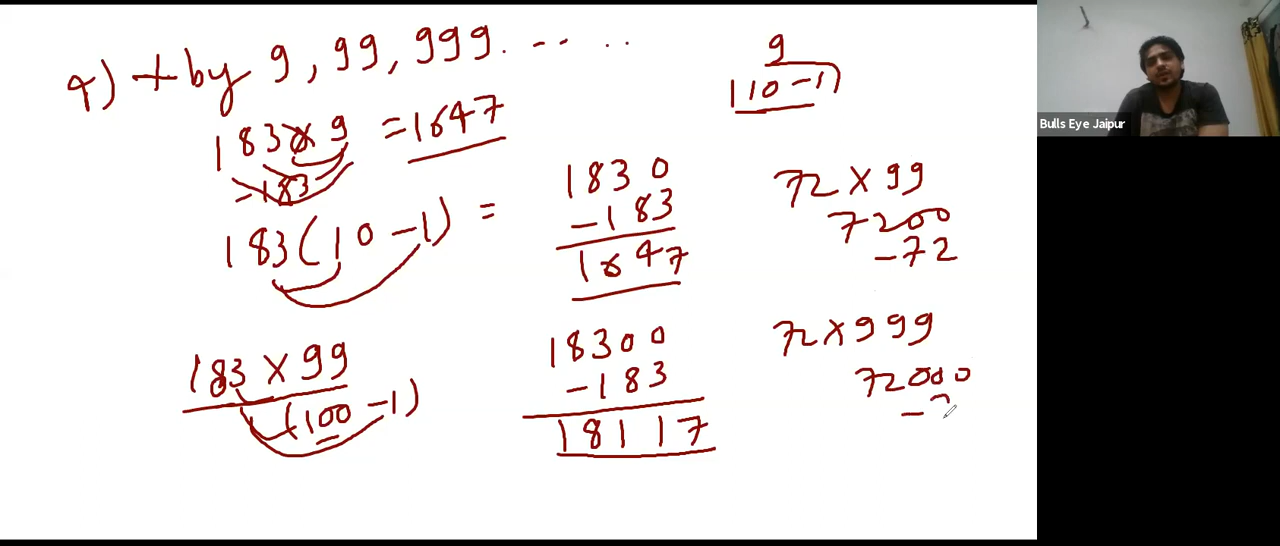 9) × by 9, 99, 999 . -- . .
9
(10 - 1)
183 × 9 = 1647
- 183
183 (10 - 1) =
1830
- 183
1647
72 × 99
7200
- 72
183 × 99
(100 - 1)
18300
- 183
18117
72 × 999
72000
-
Bulls Eye Jaipur